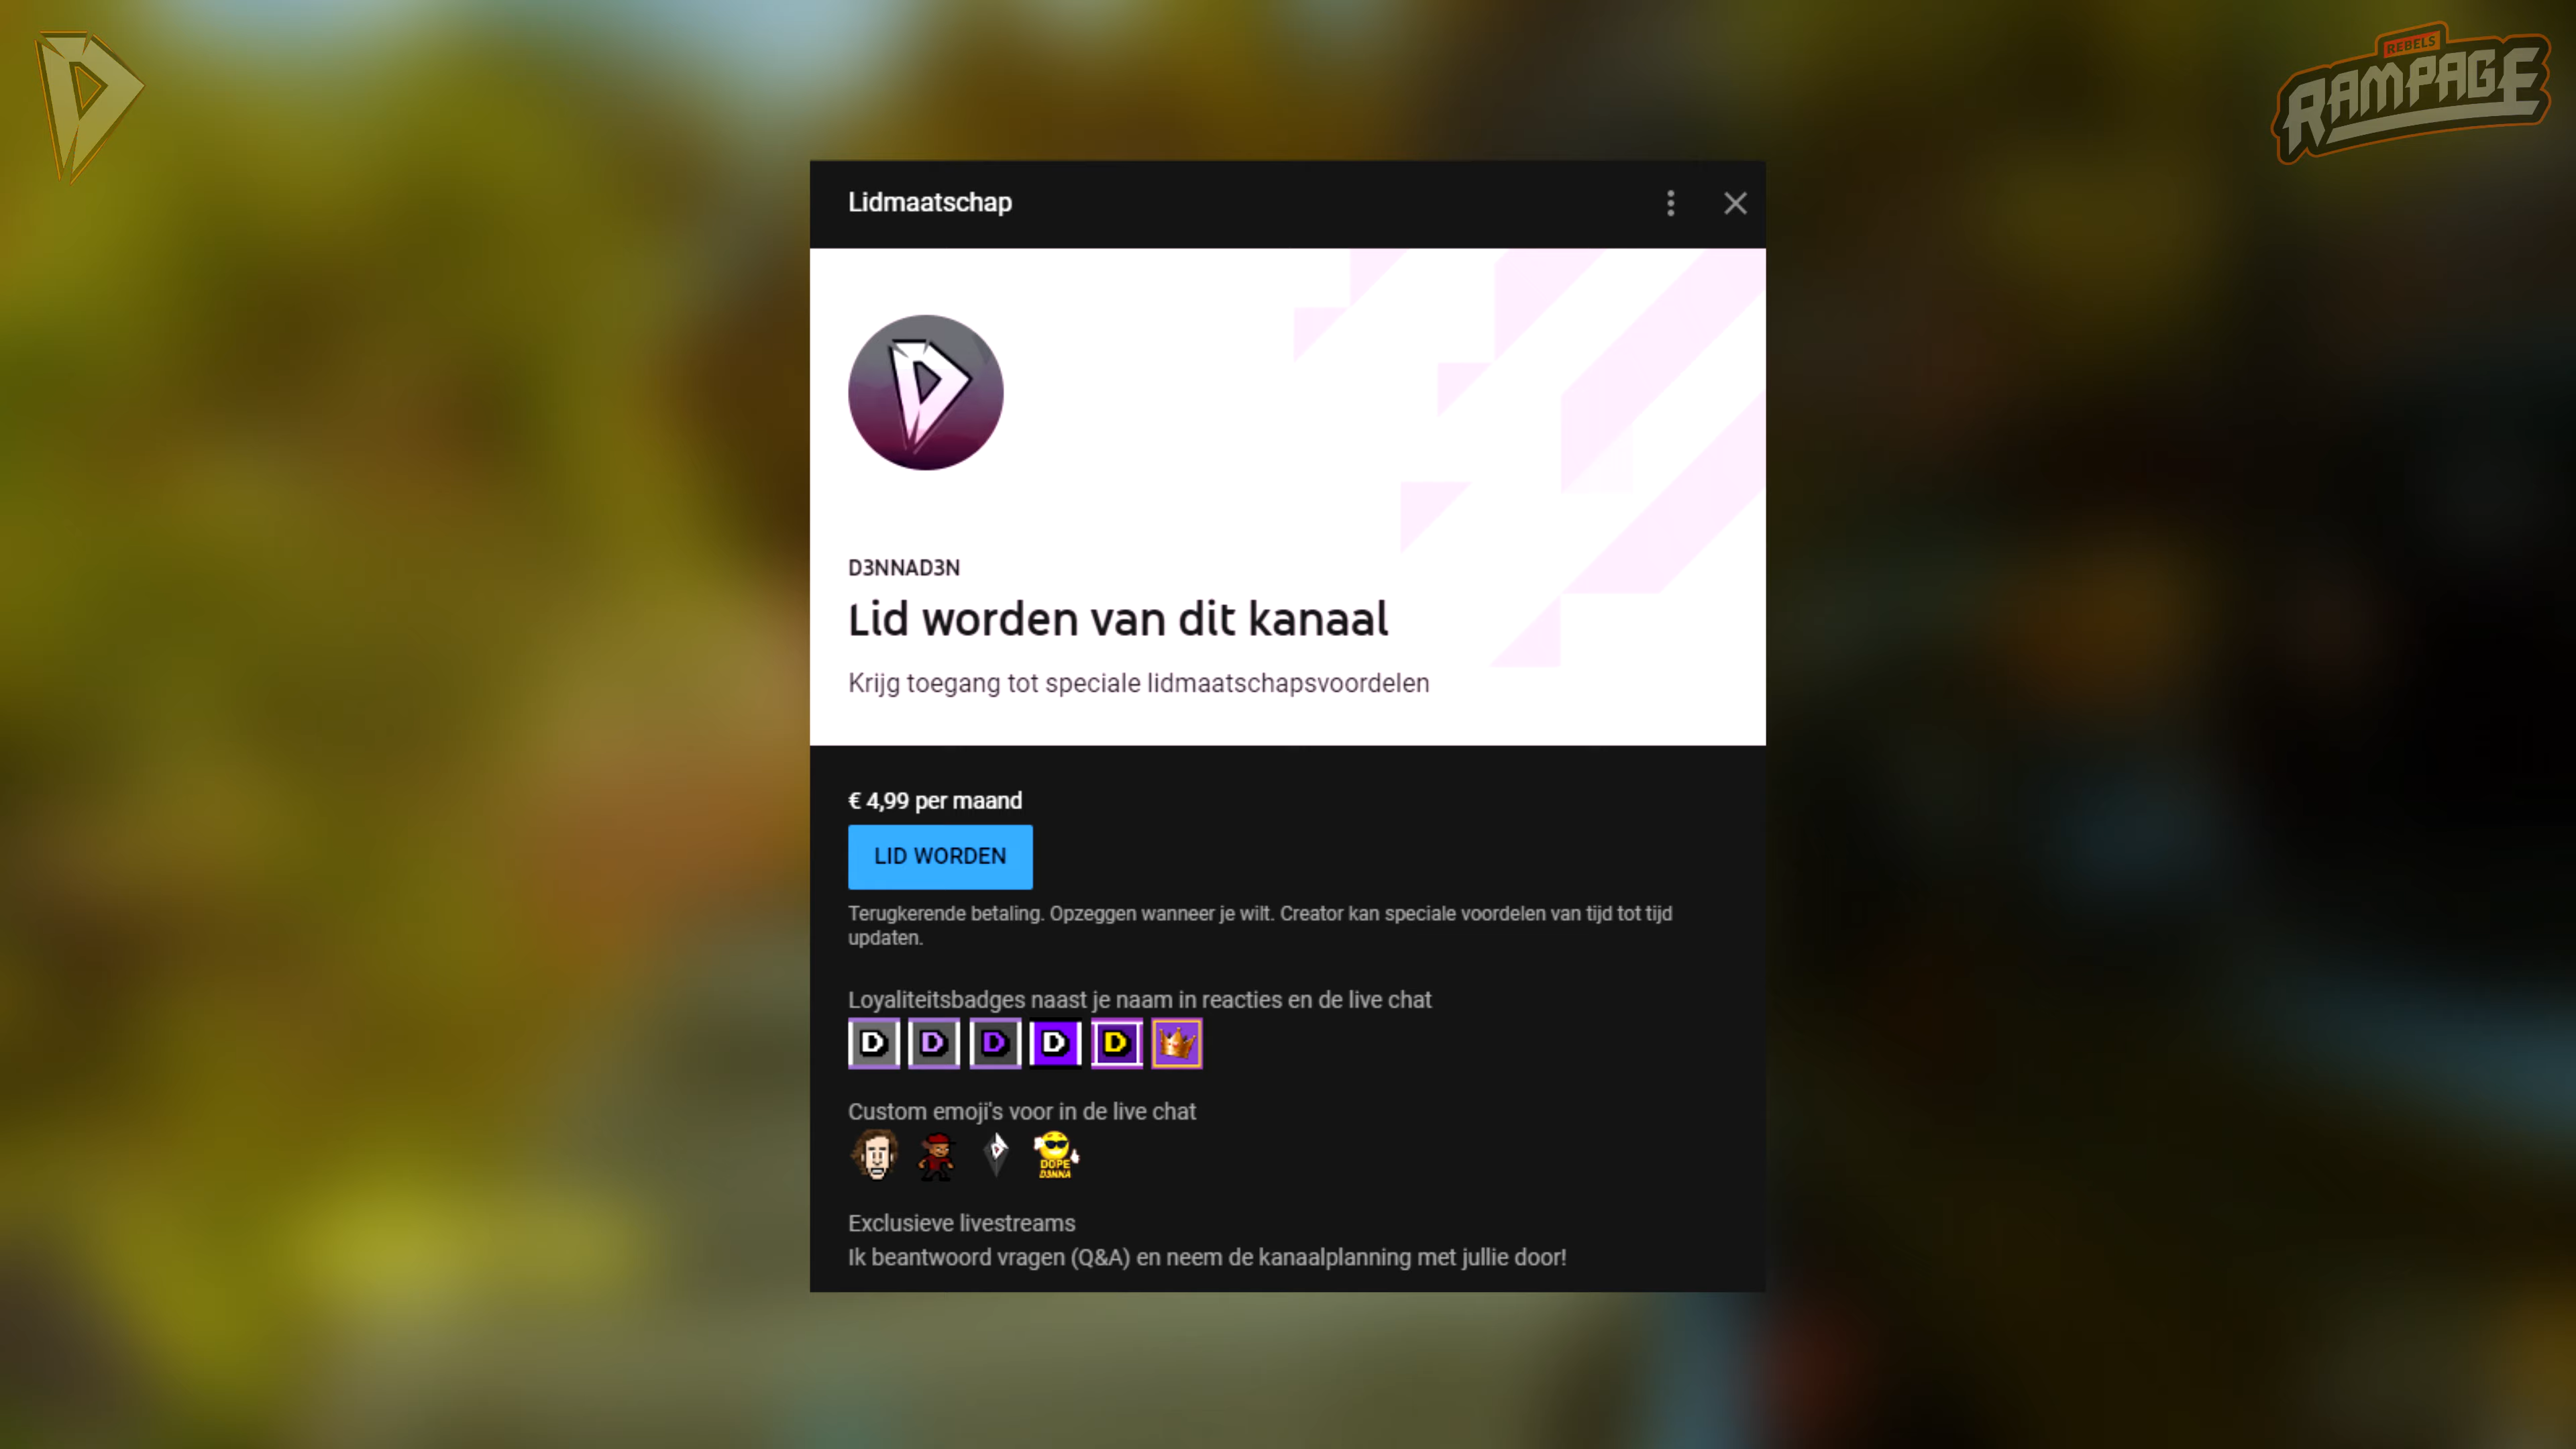 REBELS
RAMPAGE
Lidmaatschap
D3NNAD3N
Lid worden van dit kanaal
Krijg toegang tot speciale lidmaatschapsvoordelen
€ 4,99 per maand
LID WORDEN
Terugkerende betaling. Opzeggen wanneer je wilt. Creator kan speciale voordelen van tijd tot tijd
updaten.
Loyaliteitsbadges naast je naam in reacties en de live chat
D D D D D
Custom emoji's voor in de live chat
DOPE
D3NNA
Exclusieve livestreams
Ik beantwoord vragen (Q&A) en neem de kanaalplanning met jullie door!